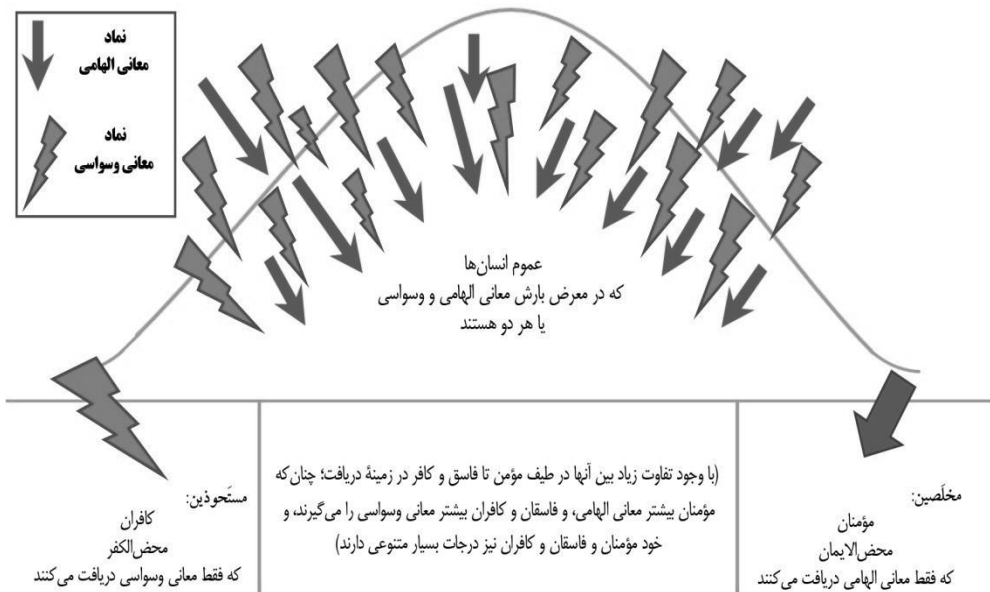 نماد
معانی الهامی
نماد
معانی وسواسی
عموم انسان‌ها
که در معرض بارش معانی الهامی و وسواسی
یا هر دو هستند
مخلَصین:
مؤمنان
محض‌الایمان
که فقط معانی الهامی دریافت می‌کنند
(با وجود تفاوت زیاد بین آنها در طیف مؤمن تا فاسق و کافر در زمینهٔ دریافت؛ چنان‌که
مؤمنان بیشتر معانی الهامی، و فاسقان و کافران بیشتر معانی وسواسی را می‌گیرند، و
خود مؤمنان و فاسقان و کافران نیز درجات بسیار متنوعی دارند)
مستَحوذین:
کافران
محض‌الکفر
که فقط معانی وسواسی دریافت می‌کنند